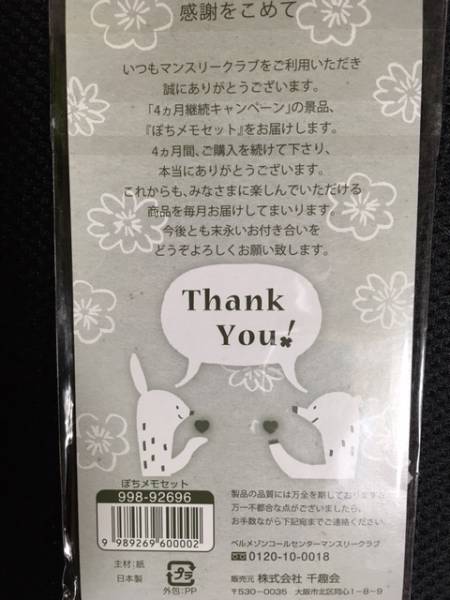 感謝をこめて
いつもマンスリークラブをご利用いただき
誠にありがとうございます。
「4ヵ月継続キャンペーン」の景品、
『ぽちメモセット』をお届けします。
4ヵ月間、ご購入を続けて下さり、
本当にありがとうございます。
これからも、みなさまに楽しんでいただける
商品を毎月お届けしてまいります。
今後とも末永いお付き合いを
どうぞよろしくお願い致します。
Thank
You!
ぽちメモセット
998-92696
9 989269 600002
主材:紙
日本製
プラ
外包:PP
製品の品質には万全を期しておりますが
万一不都合な点がございましたら、
お手数ながら下記宛までご連絡ください。
ベルメゾンコールセンターマンスリークラブ
0120-10-0018
販売元 株式会社 千趣会
〒530-0035 大阪市北区同心1-8-9